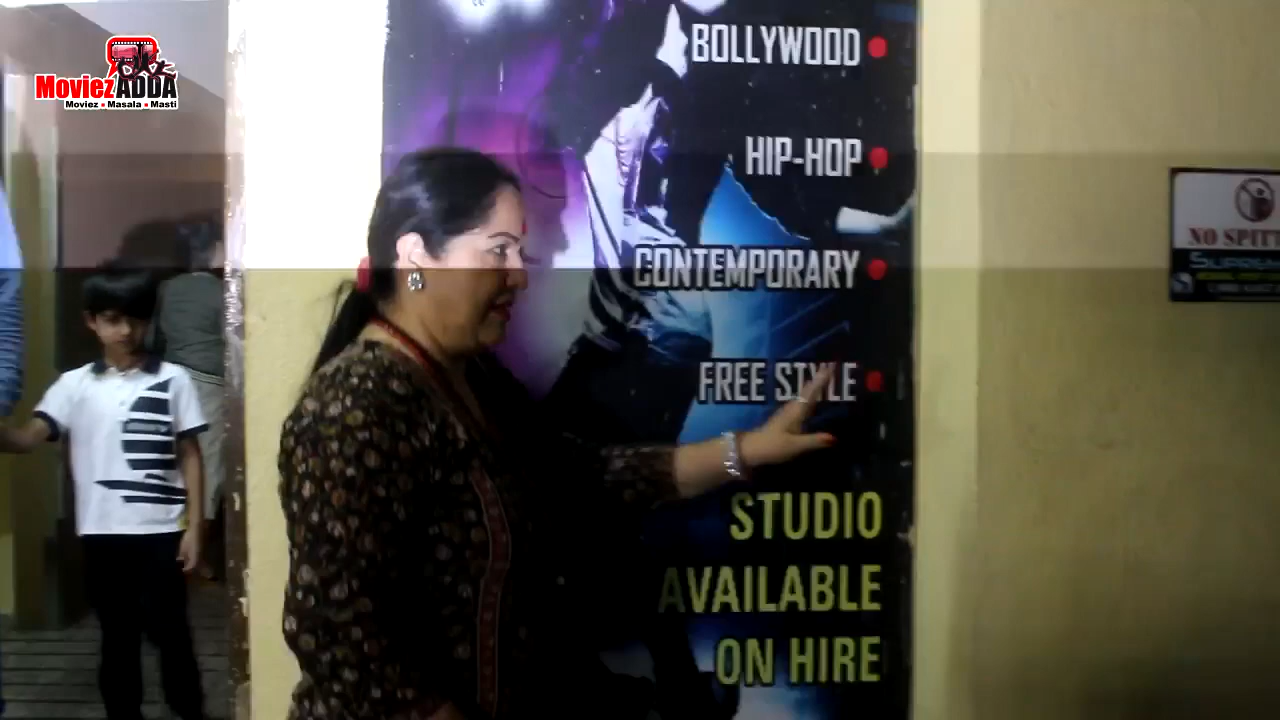 MoviezADDA
Moviez • Masala • Masti
BOLLYWOOD
HIP-HOP
CONTEMPORARY
FREE STYLE
STUDIO
AVAILABLE
ON HIRE
NO SPITT